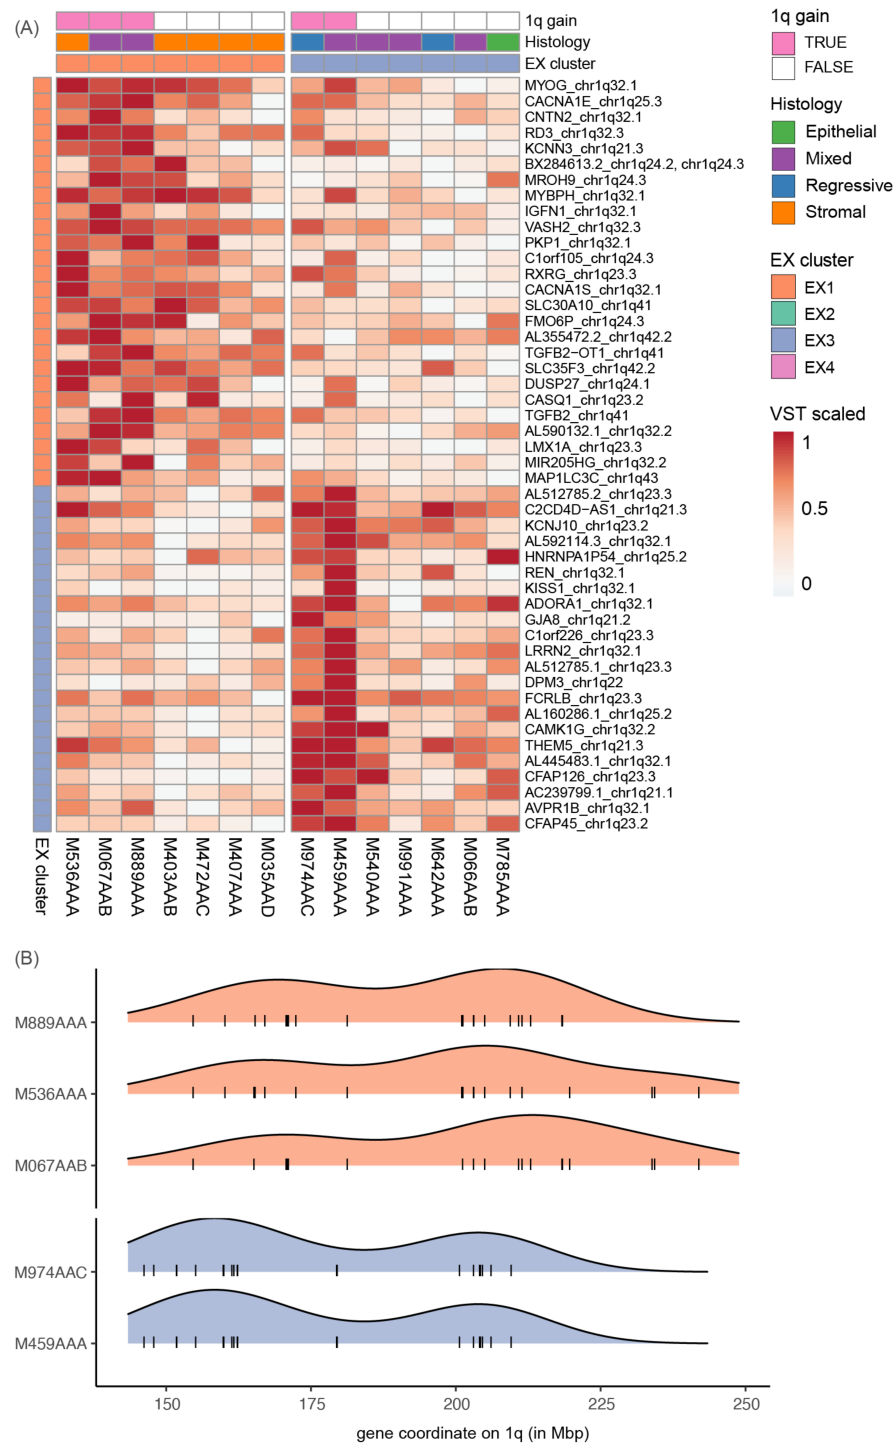 (A)
1q gain
Histology
EX cluster
MYOG_chr1q32.1
CACNA1E_chr1q25.3
CNTN2_chr1q32.1
RD3_chr1q32.3
KCNN3_chr1q21.3
BX284613.2_chr1q24.2, chr1q24.3
MROH9_chr1q24.3
MYBPH_chr1q32.1
IGFN1_chr1q32.1
VASH2_chr1q32.3
PKP1_chr1q32.1
C1orf105_chr1q24.3
RXRG_chr1q23.3
CACNA1S_chr1q32.1
SLC30A10_chr1q41
FMO6P_chr1q24.3
AL355472.2_chr1q42.2
TGFB2−OT1_chr1q41
SLC35F3_chr1q42.2
DUSP27_chr1q24.1
CASQ1_chr1q23.2
TGFB2_chr1q41
AL590132.1_chr1q32.2
LMX1A_chr1q23.3
MIR205HG_chr1q32.2
MAP1LC3C_chr1q43
AL512785.2_chr1q23.3
C2CD4D−AS1_chr1q21.3
KCNJ10_chr1q23.2
AL592114.3_chr1q32.1
HNRNPA1P54_chr1q25.2
REN_chr1q32.1
KISS1_chr1q32.1
ADORA1_chr1q32.1
GJA8_chr1q21.2
C1orf226_chr1q23.3
LRRN2_chr1q32.1
AL512785.1_chr1q23.3
DPM3_chr1q22
FCRLB_chr1q23.3
AL160286.1_chr1q25.2
CAMK1G_chr1q32.2
THEM5_chr1q21.3
AL445483.1_chr1q32.1
CFAP126_chr1q23.3
AC239799.1_chr1q21.1
AVPR1B_chr1q32.1
CFAP45_chr1q23.2
EX cluster
M536AAA
M067AAB
M889AAA
M403AAB
M472AAC
M407AAA
M035AAD
M974AAC
M459AAA
M540AAA
M991AAA
M642AAA
M066AAB
M785AAA
1q gain
TRUE
FALSE
Histology
Epithelial
Mixed
Regressive
Stromal
EX cluster
EX1
EX2
EX3
EX4
VST scaled
1
0.5
0
(B)
M889AAA
M536AAA
M067AAB
M974AAC
M459AAA
150 175 200 225 250
gene coordinate on 1q (in Mbp)